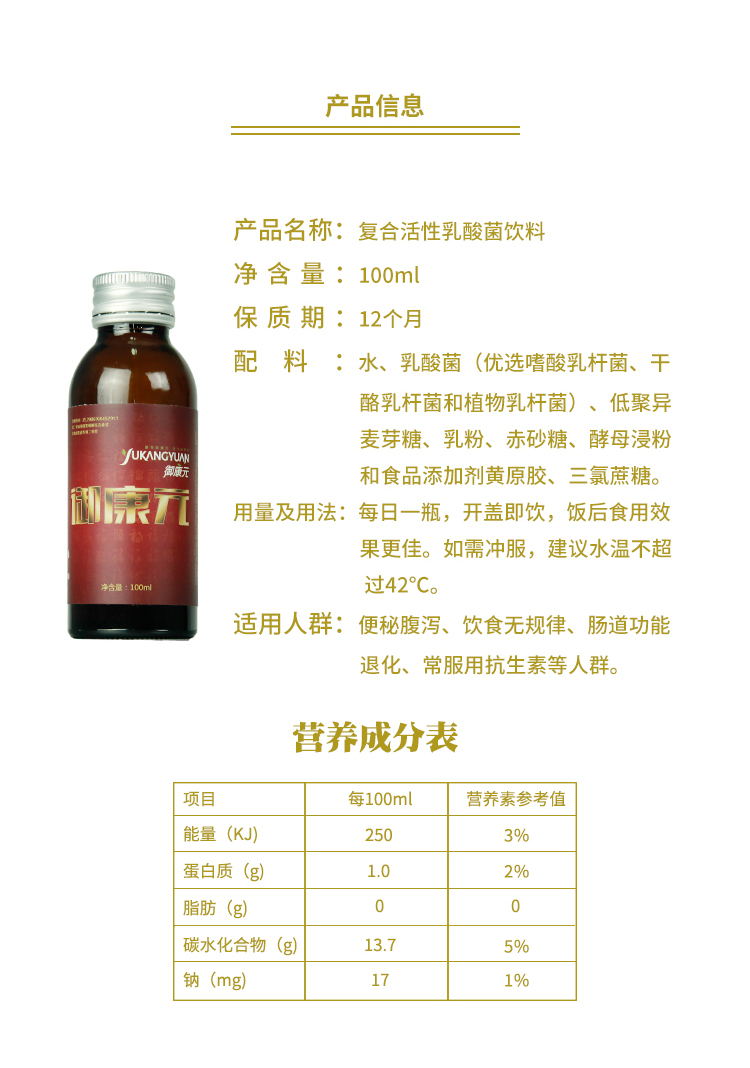 产品信息
产品名称：复合活性乳酸菌饮料
净含量：100ml
保质期：12个月
配料：水、乳酸菌（优选嗜酸乳杆菌、干
酪乳杆菌和植物乳杆菌）、低聚异
麦芽糖、乳粉、赤砂糖、酵母浸粉
和食品添加剂黄原胶、三氯蔗糖。
用量及用法：每日一瓶，开盖即饮，饭后食用效
果更佳。如需冲服，建议水温不超
过42℃。
适用人群：便秘腹泻、饮食无规律、肠道功能
退化、常服用抗生素等人群。
YUKANGYUAN
御康元
御康元
净含量：100ml
营养成分表
项目 每100ml 营养素参考值
能量（KJ) 250 3%
蛋白质（g) 1.0 2%
脂肪（g) 0 0
碳水化合物（g) 13.7 5%
钠（mg) 17 1%